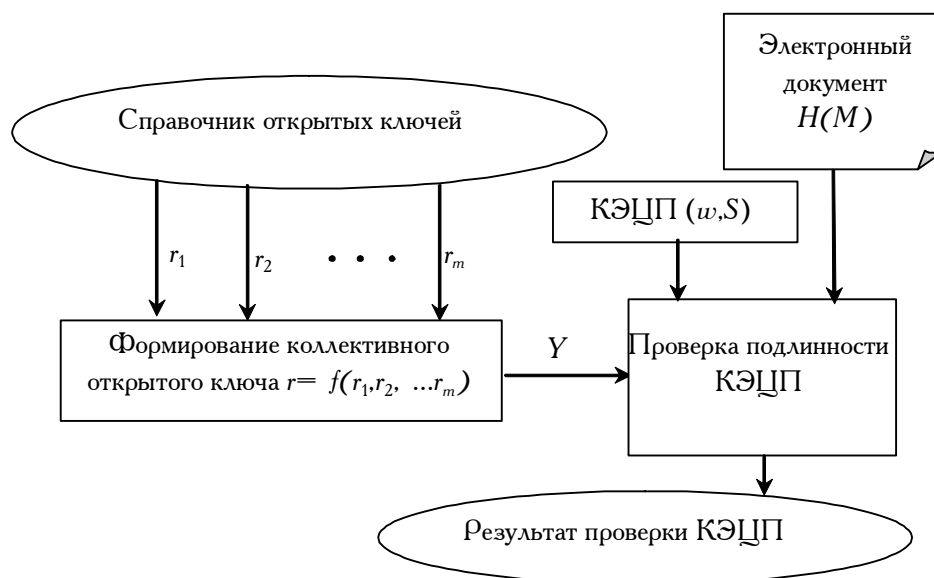 Электронный
документ
H(M)
Справочник открытых ключей
КЭЦП (w,S)
r1
r2
. . .
rm
Формирование коллективного
открытого ключа r= f(r1,r2, ...rm)
Y
Проверка подлинности
КЭЦП
Результат проверки КЭЦП